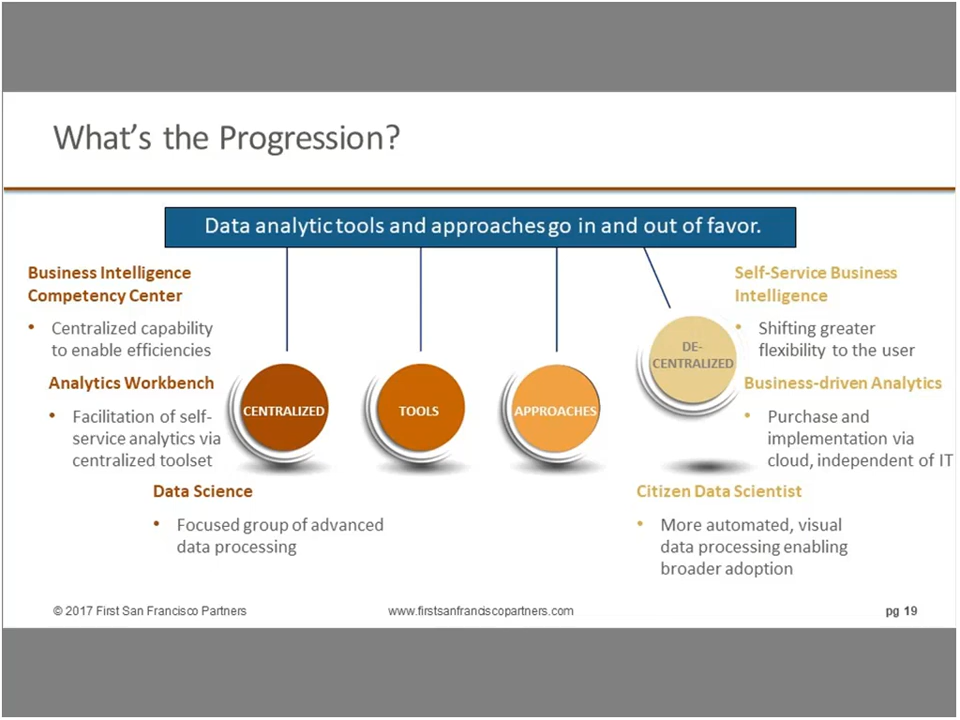 What's the Progression?
Data analytic tools and approaches go in and out of favor.
Business Intelligence
Competency Center
• Centralized capability
to enable efficiencies
Analytics Workbench
• Facilitation of self-
service analytics via
centralized toolset
Data Science
• Focused group of advanced
data processing
CENTRALIZED
TOOLS
APPROACHES
DE-
CENTRALIZED
Self-Service Business
Intelligence
• Shifting greater
flexibility to the user
Business-driven Analytics
• Purchase and
implementation via
cloud, independent of IT
Citizen Data Scientist
• More automated, visual
data processing enabling
broader adoption
© 2017 First San Francisco Partners
www.firstsanfranciscopartners.com
pg 19